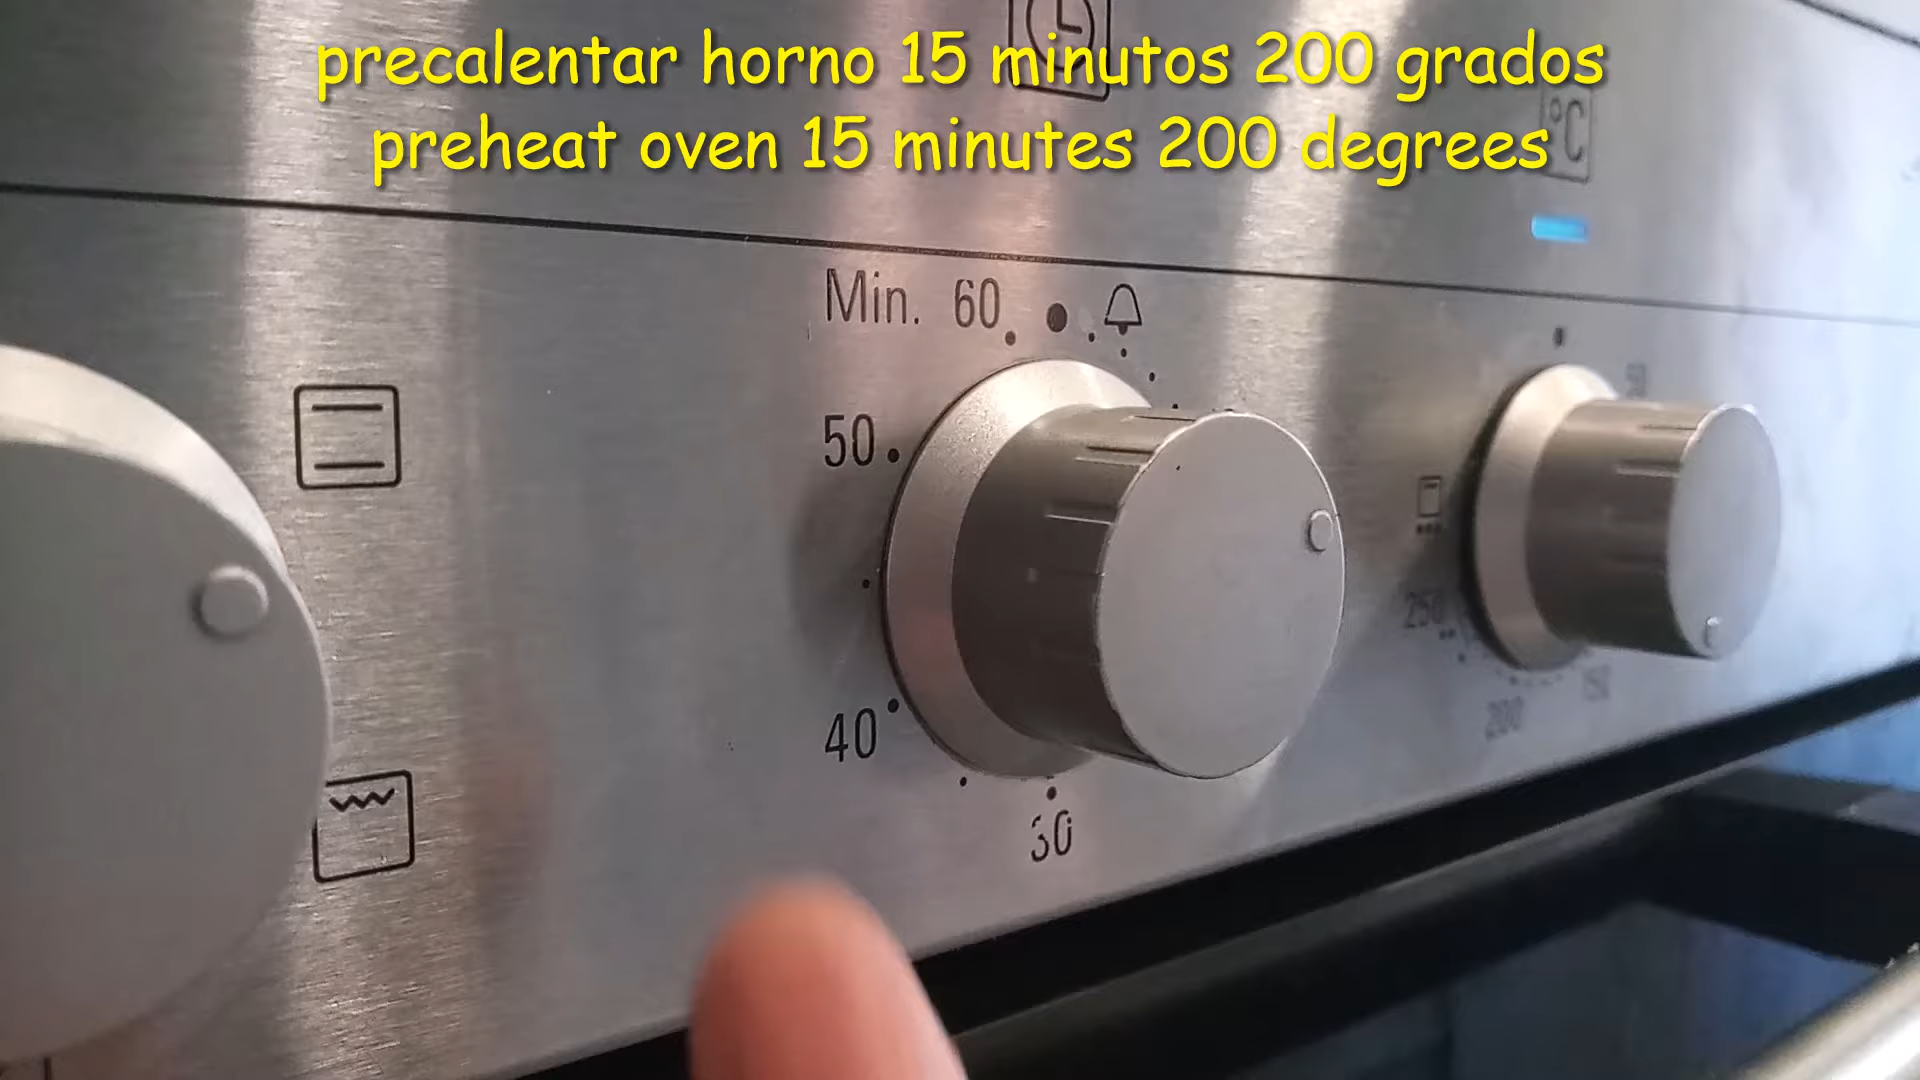 precalentar horno 15 minutos 200 grados
preheat oven 15 minutes 200 degrees
°C
Min. 60
50
250
40
200
150
30